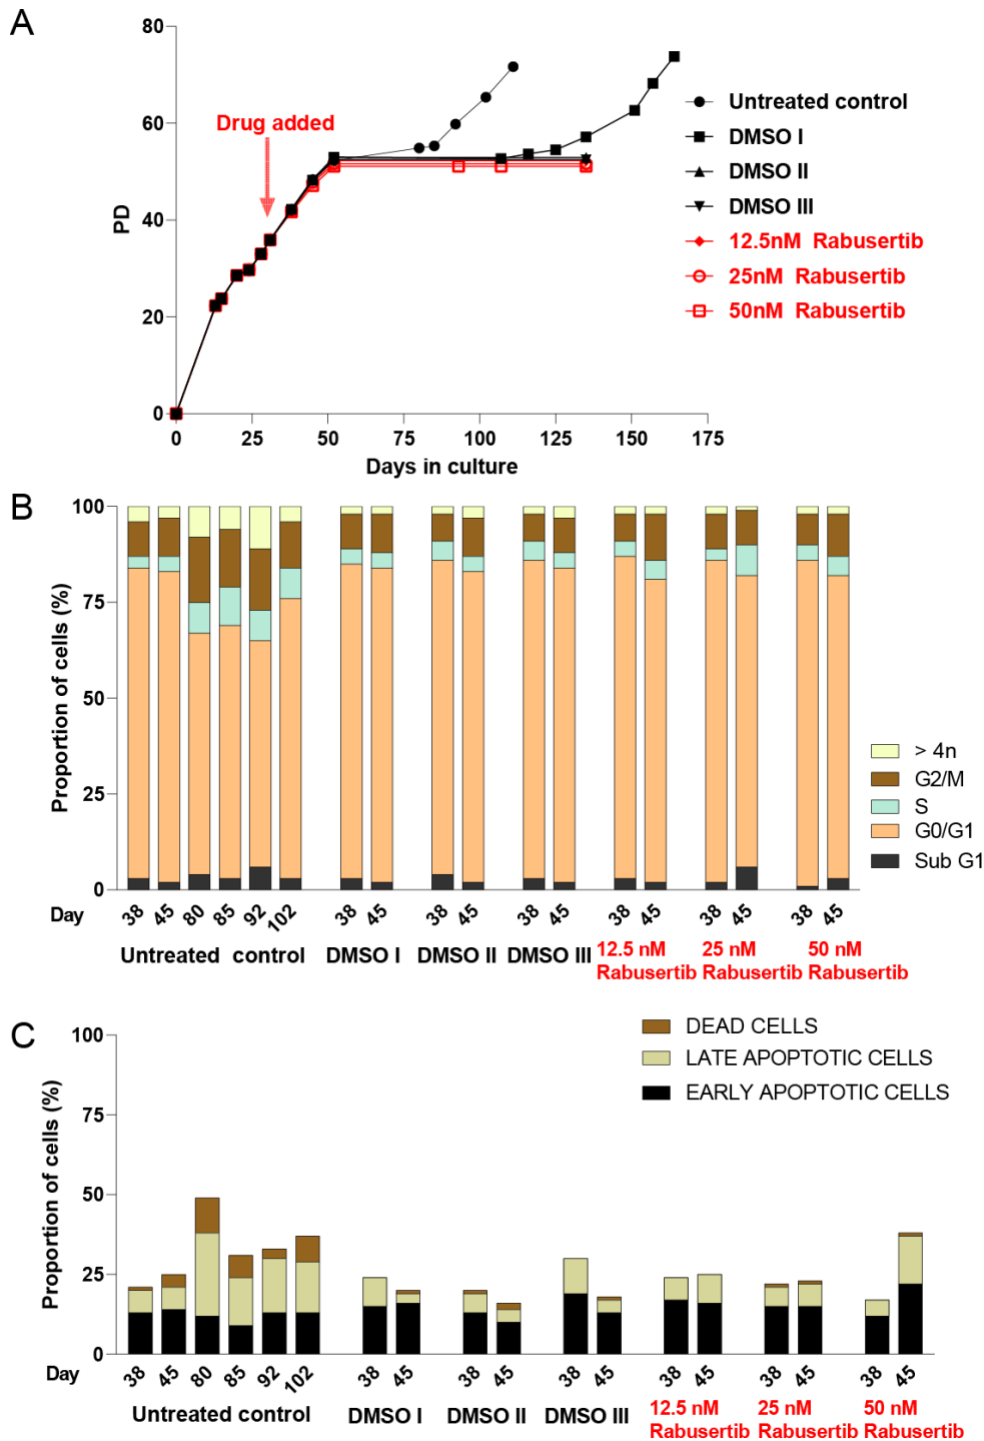 A
80
60
40
20
0
PD
Drug added
0 25 50 75 100 125 150 175
Days in culture
Untreated control
DMSO I
DMSO II
DMSO III
12.5nM Rabusertib
25nM Rabusertib
50nM Rabusertib
B
100
75
50
25
0
Proportion of cells (%)
> 4n
G2/M
S
G0/G1
Sub G1
Day 38 45 80 85 92 102 38 45 38 45 38 45 38 45 38 45 38 45
Untreated control DMSO I DMSO II DMSO III 12.5 nM 25 nM 50 nM
Rabusertib Rabusertib Rabusertib
C
100
75
50
25
0
Proportion of cells (%)
DEAD CELLS
LATE APOPTOTIC CELLS
EARLY APOPTOTIC CELLS
Day 38 45 80 85 92 102 38 45 38 45 38 45 38 45 38 45 38 45
Untreated control DMSO I DMSO II DMSO III 12.5 nM 25 nM 50 nM
Rabusertib Rabusertib Rabusertib